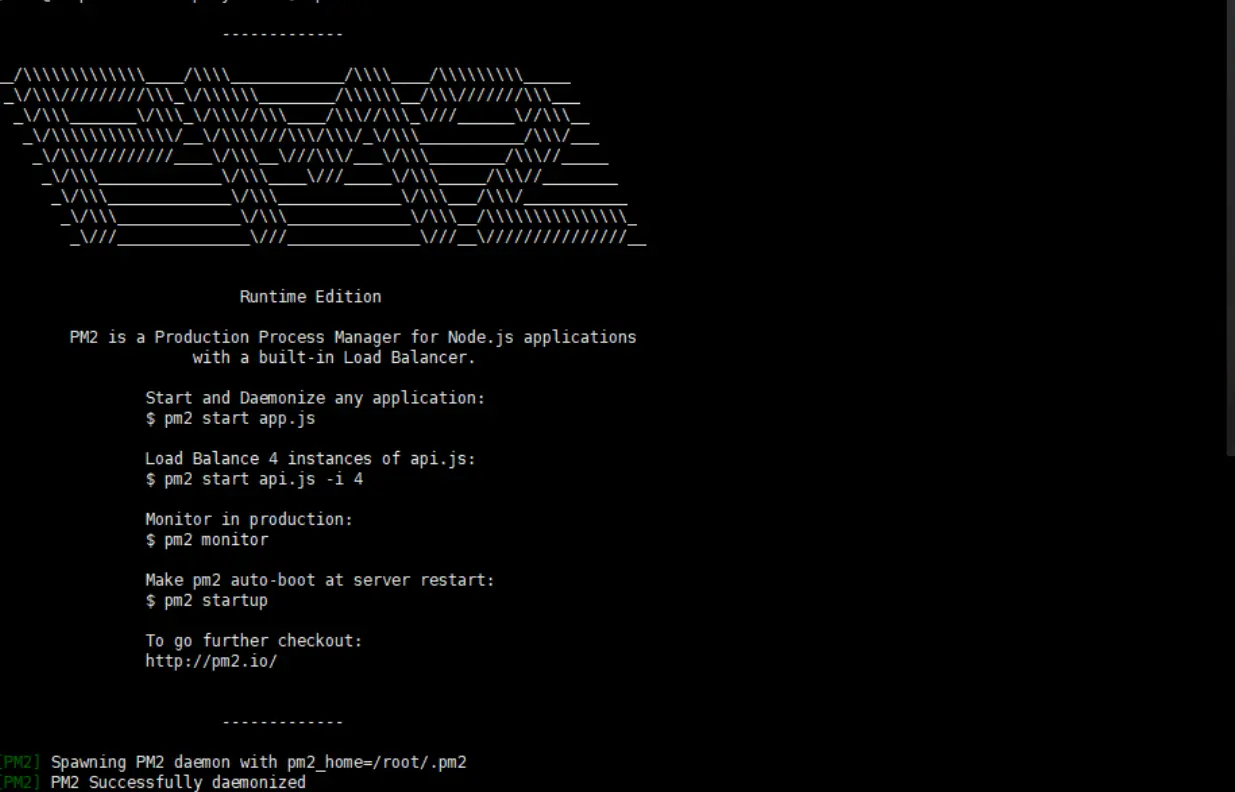 -------------
__/\\\\\\\\\\\\\____/\\\\____________/\\\\____/\\\\\\\\\_____
_\/\\\/////////\\\_\/\\\\\\________/\\\\\\__/\\\///////\\\___
_\/\\\_______\/\\\_\/\\\//\\\____/\\\//\\\_\///______\//\\\__
_\/\\\\\\\\\\\\\/__\/\\\\///\\\/\\\/_\/\\\___________/\\\/___
_\/\\\/////////____\/\\\__\///\\\/___\/\\\________/\\\//_____
_\/\\\_____________\/\\\____\///_____\/\\\_____/\\\//________
_\/\\\_____________\/\\\_____________\/\\\___/\\\/___________
_\/\\\_____________\/\\\_____________\/\\\__/\\\\\\\\\\\\\\\_
_\///______________\///______________\///__\///////////////__
Runtime Edition
PM2 is a Production Process Manager for Node.js applications
with a built-in Load Balancer.
Start and Daemonize any application:
$ pm2 start app.js
Load Balance 4 instances of api.js:
$ pm2 start api.js -i 4
Monitor in production:
$ pm2 monitor
Make pm2 auto-boot at server restart:
$ pm2 startup
To go further checkout:
http://pm2.io/
-------------
[PM2] Spawning PM2 daemon with pm2_home=/root/.pm2
[PM2] PM2 Successfully daemonized